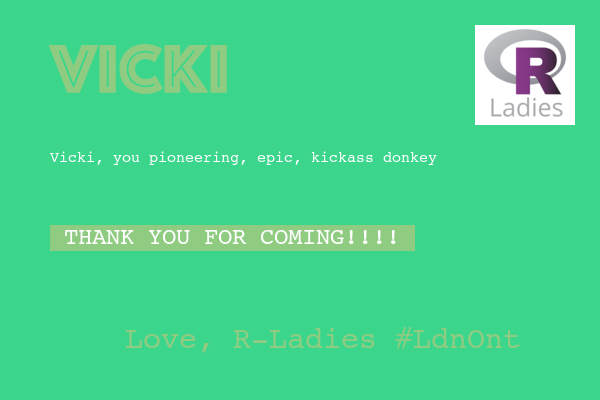 VICKI
R
Ladies
Vicki, you pioneering, epic, kickass donkey
THANK YOU FOR COMING!!!!
Love, R-Ladies #LdnOnt